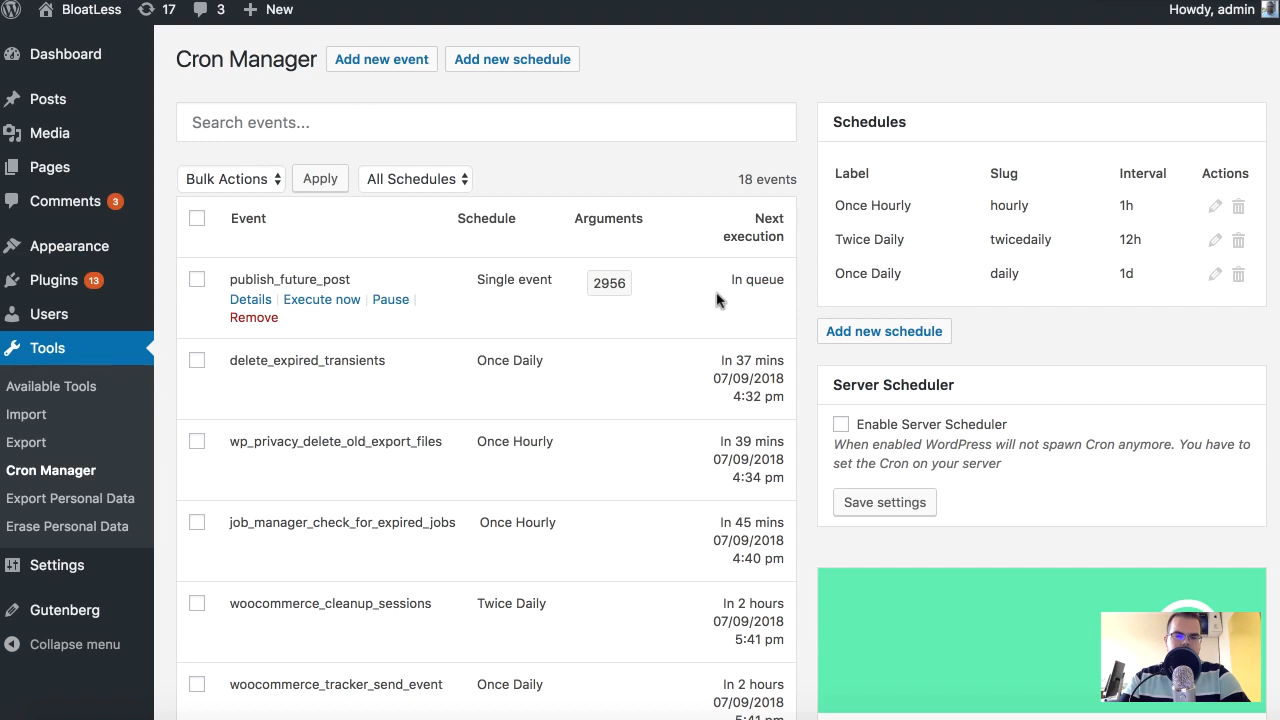 BloatLess 17 3 New Howdy, admin
Dashboard
Posts
Media
Pages
Comments 3
Appearance
Plugins 13
Users
Tools
Available Tools
Import
Export
Cron Manager
Export Personal Data
Erase Personal Data
Settings
Gutenberg
Collapse menu
Cron Manager Add new event Add new schedule
Search events...
Bulk Actions Apply All Schedules 18 events
Event Schedule Arguments Next
execution
publish_future_post Single event 2956 In queue
Details | Execute now | Pause |
Remove
delete_expired_transients Once Daily In 37 mins
07/09/2018
4:32 pm
wp_privacy_delete_old_export_files Once Hourly In 39 mins
07/09/2018
4:34 pm
job_manager_check_for_expired_jobs Once Hourly In 45 mins
07/09/2018
4:40 pm
woocommerce_cleanup_sessions Twice Daily In 2 hours
07/09/2018
5:41 pm
woocommerce_tracker_send_event Once Daily In 2 hours
07/09/2018
5:41 pm
Schedules
Label Slug Interval Actions
Once Hourly hourly 1h
Twice Daily twicedaily 12h
Once Daily daily 1d
Add new schedule
Server Scheduler
Enable Server Scheduler
When enabled WordPress will not spawn Cron anymore. You have to
set the Cron on your server
Save settings